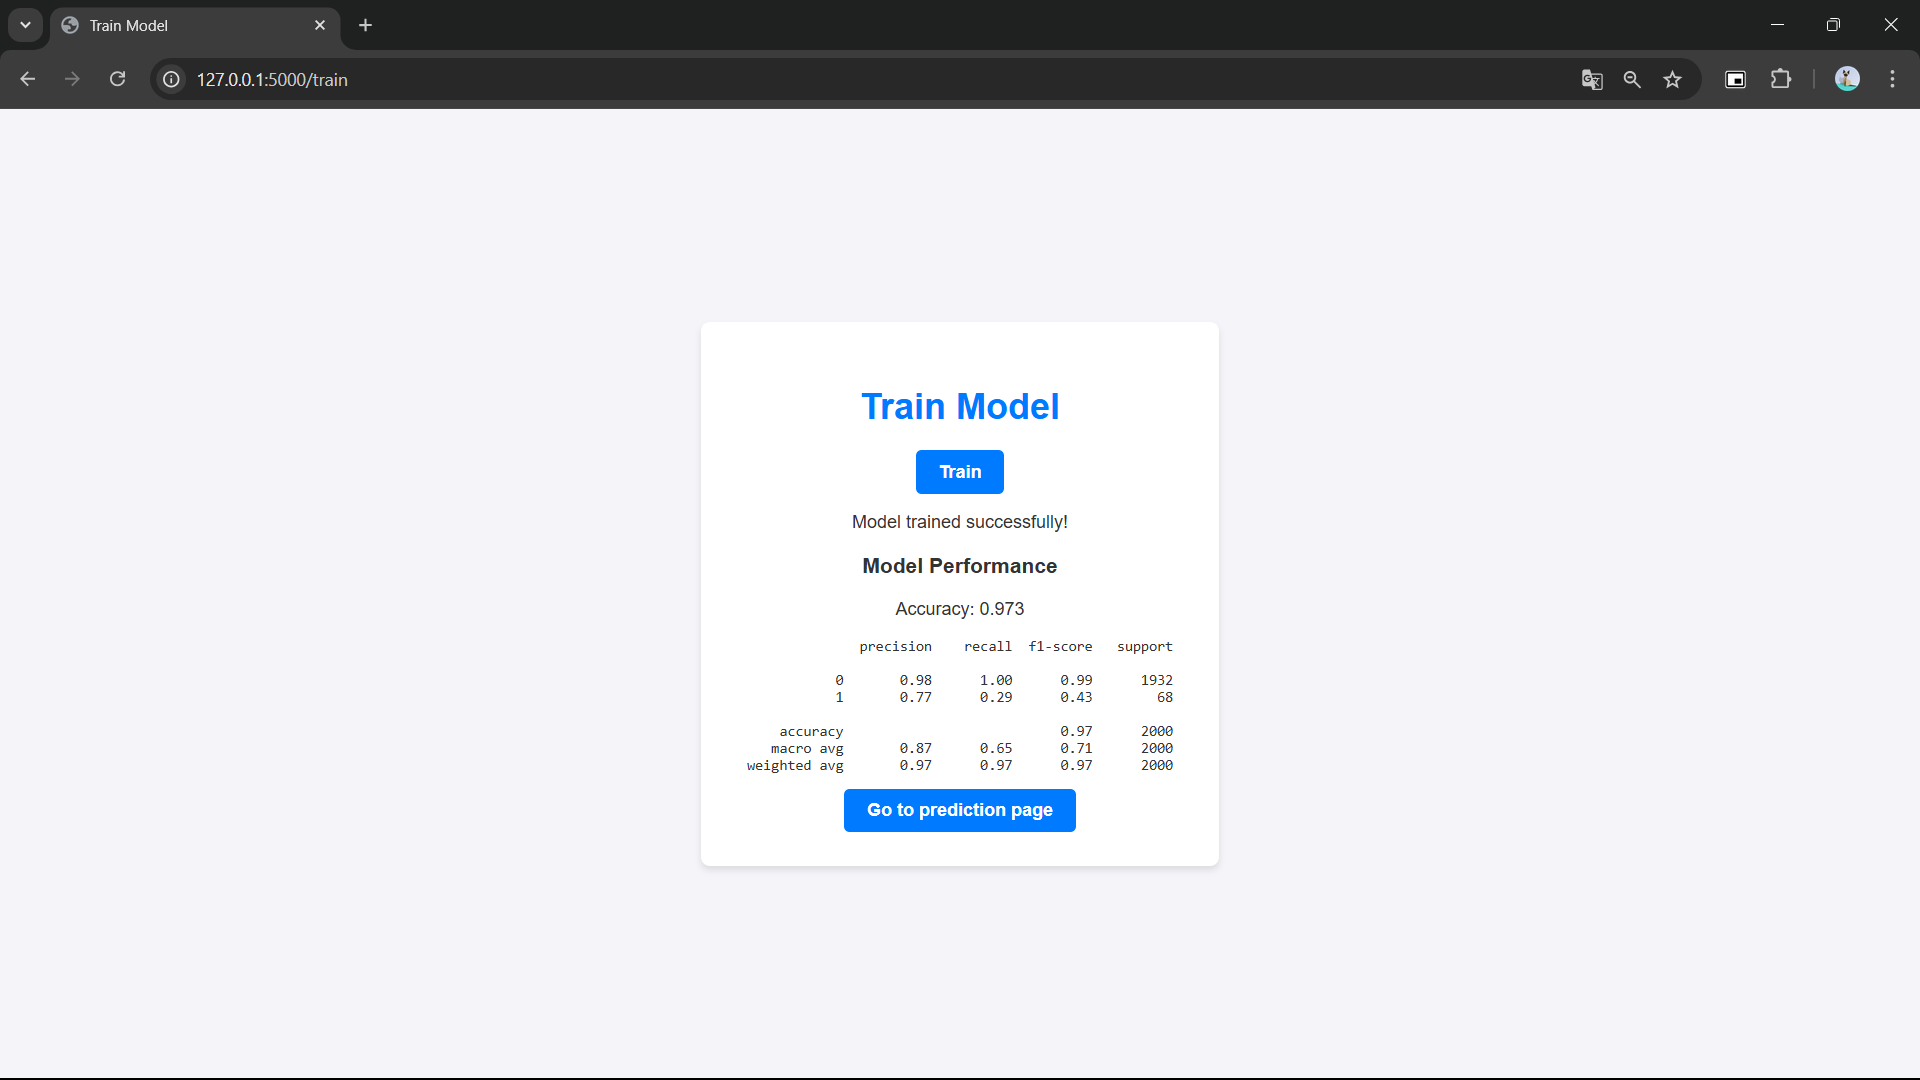 Train Model
127.0.0.1:5000/train
Train Model
Train
Model trained successfully!
Model Performance
Accuracy: 0.973
precision recall f1-score support
0 0.98 1.00 0.99 1932
1 0.77 0.29 0.43 68
accuracy 0.97 2000
macro avg 0.87 0.65 0.71 2000
weighted avg 0.97 0.97 0.97 2000
Go to prediction page